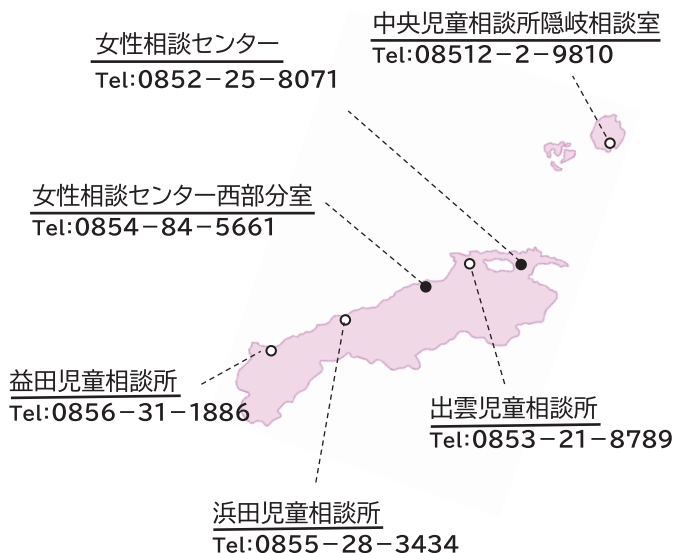 中央児童相談所隠岐相談室
Tel:08512−2−9810
女性相談センター
Tel:0852−25−8071
女性相談センター西部分室
Tel:0854−84−5661
益田児童相談所
Tel:0856−31−1886
出雲児童相談所
Tel:0853−21−8789
浜田児童相談所
Tel:0855−28−3434